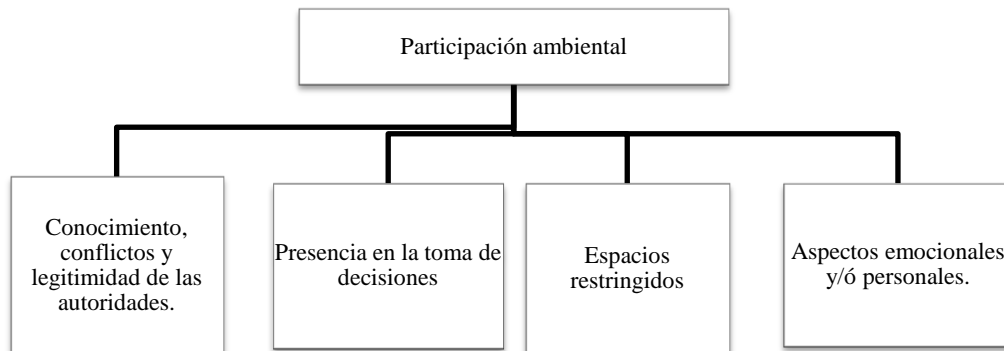 Participación ambiental
Conocimiento,
conflictos y
legitimidad de las
autoridades.
Presencia en la toma de
decisiones
Espacios
restringidos
Aspectos emocionales
y/ó personales.